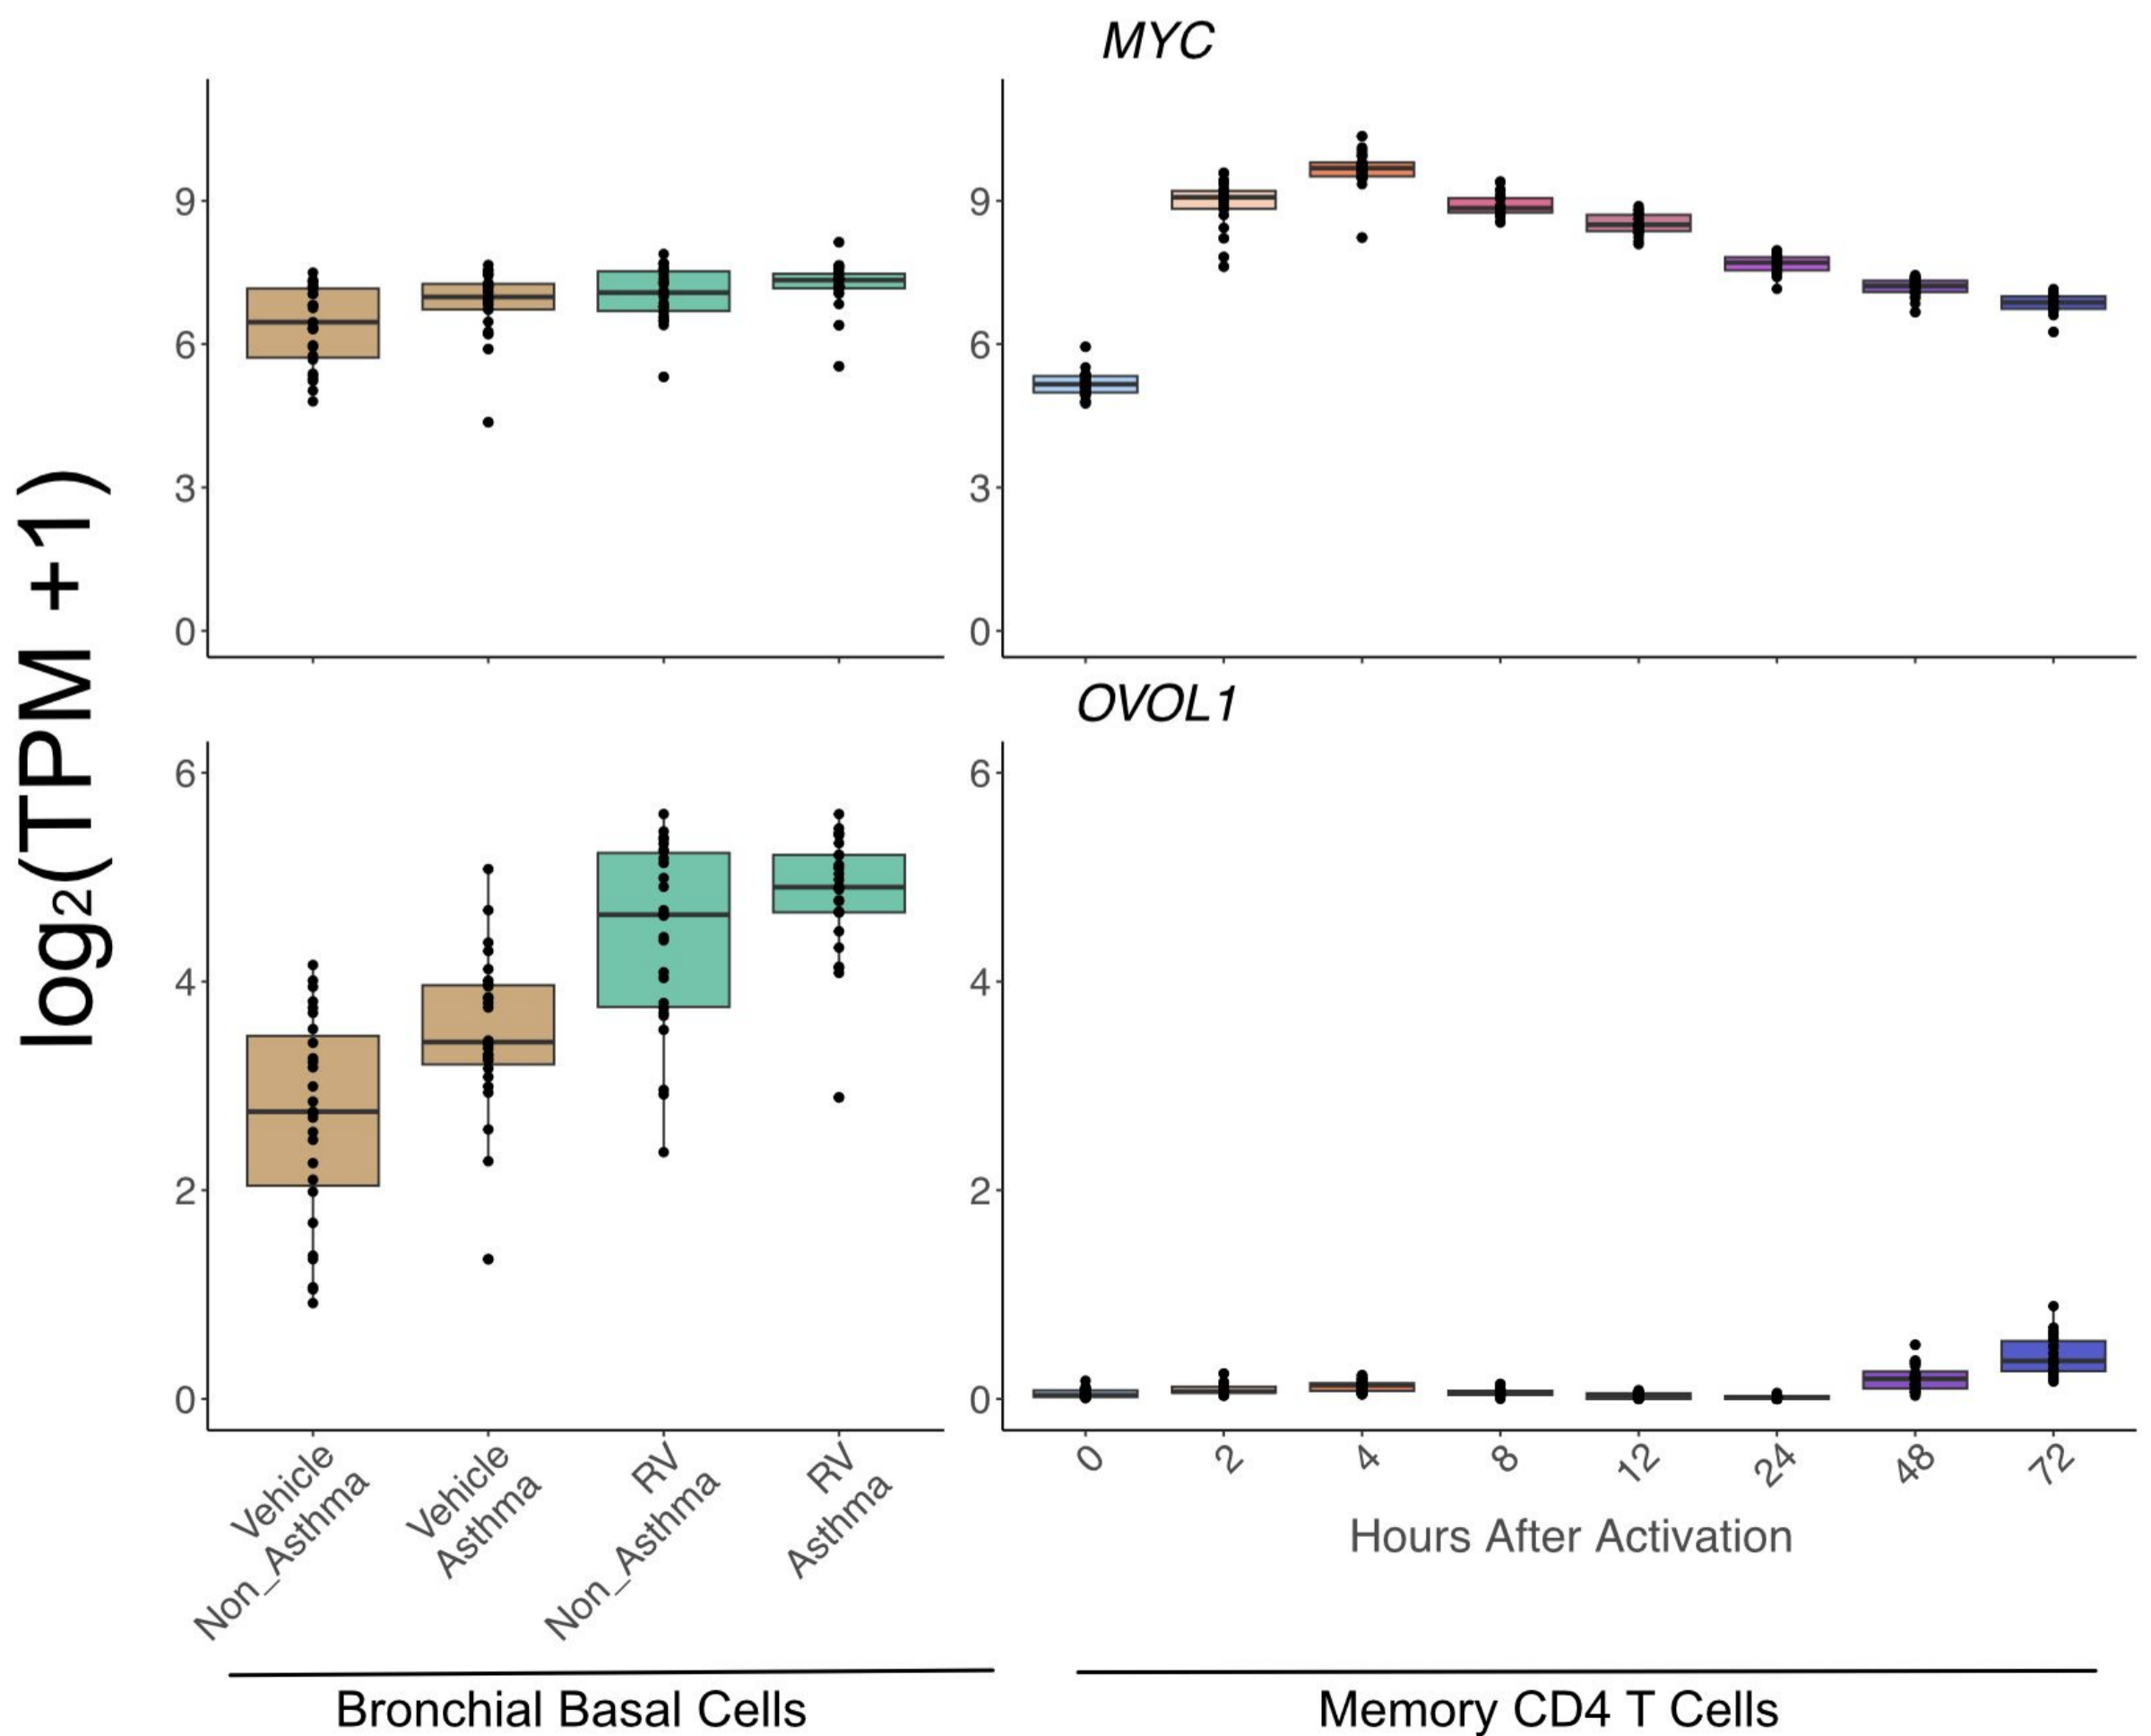 MYC
log₂(TPM +1)
9
6
3
0
9
6
3
0
OVOL1
6
4
2
0
6
4
2
0
Vehicle
Non_Asthma
Vehicle
Asthma
RV
Non_Asthma
RV
Asthma
0
2
4
8
12
24
48
72
Hours After Activation
Bronchial Basal Cells
Memory CD4 T Cells